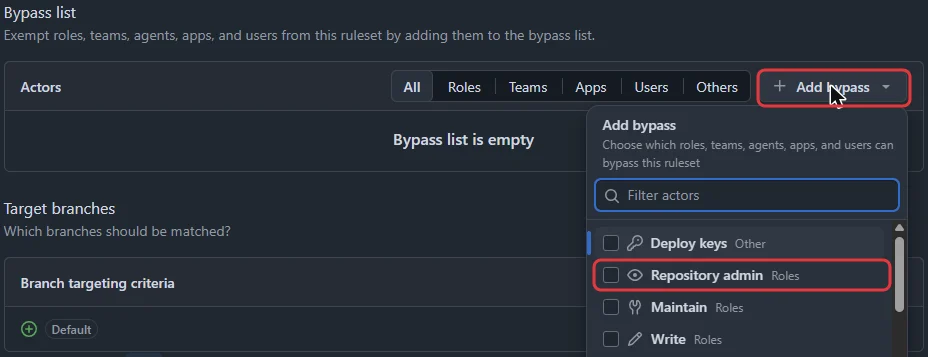 Bypass list
Exempt roles, teams, agents, apps, and users from this ruleset by adding them to the bypass list.
Actors
All Roles Teams Apps Users Others
Add bypass
Bypass list is empty
Add bypass
Choose which roles, teams, agents, apps, and users can
bypass this ruleset
Filter actors
Deploy keys Other
Repository admin Roles
Maintain Roles
Write Roles
Target branches
Which branches should be matched?
Branch targeting criteria
Default